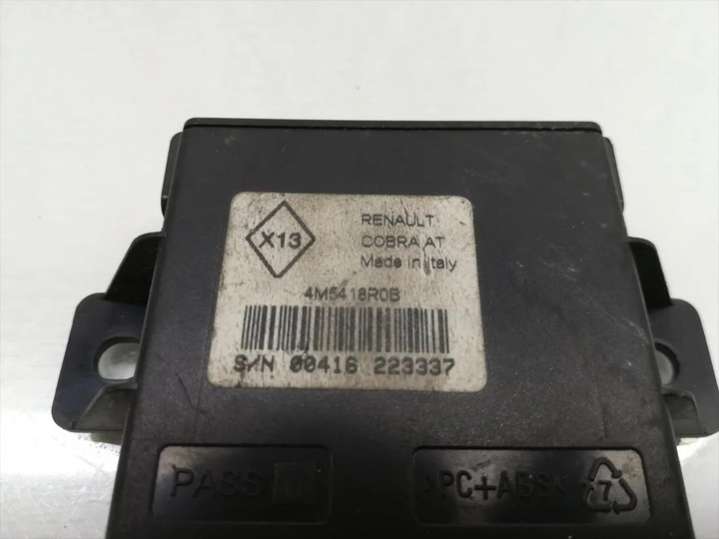 X13
RENAULT
COBRA AT
Made in Italy
4M5418R0B
S/N 00416 223337
PASS
>PC+ABS<
7